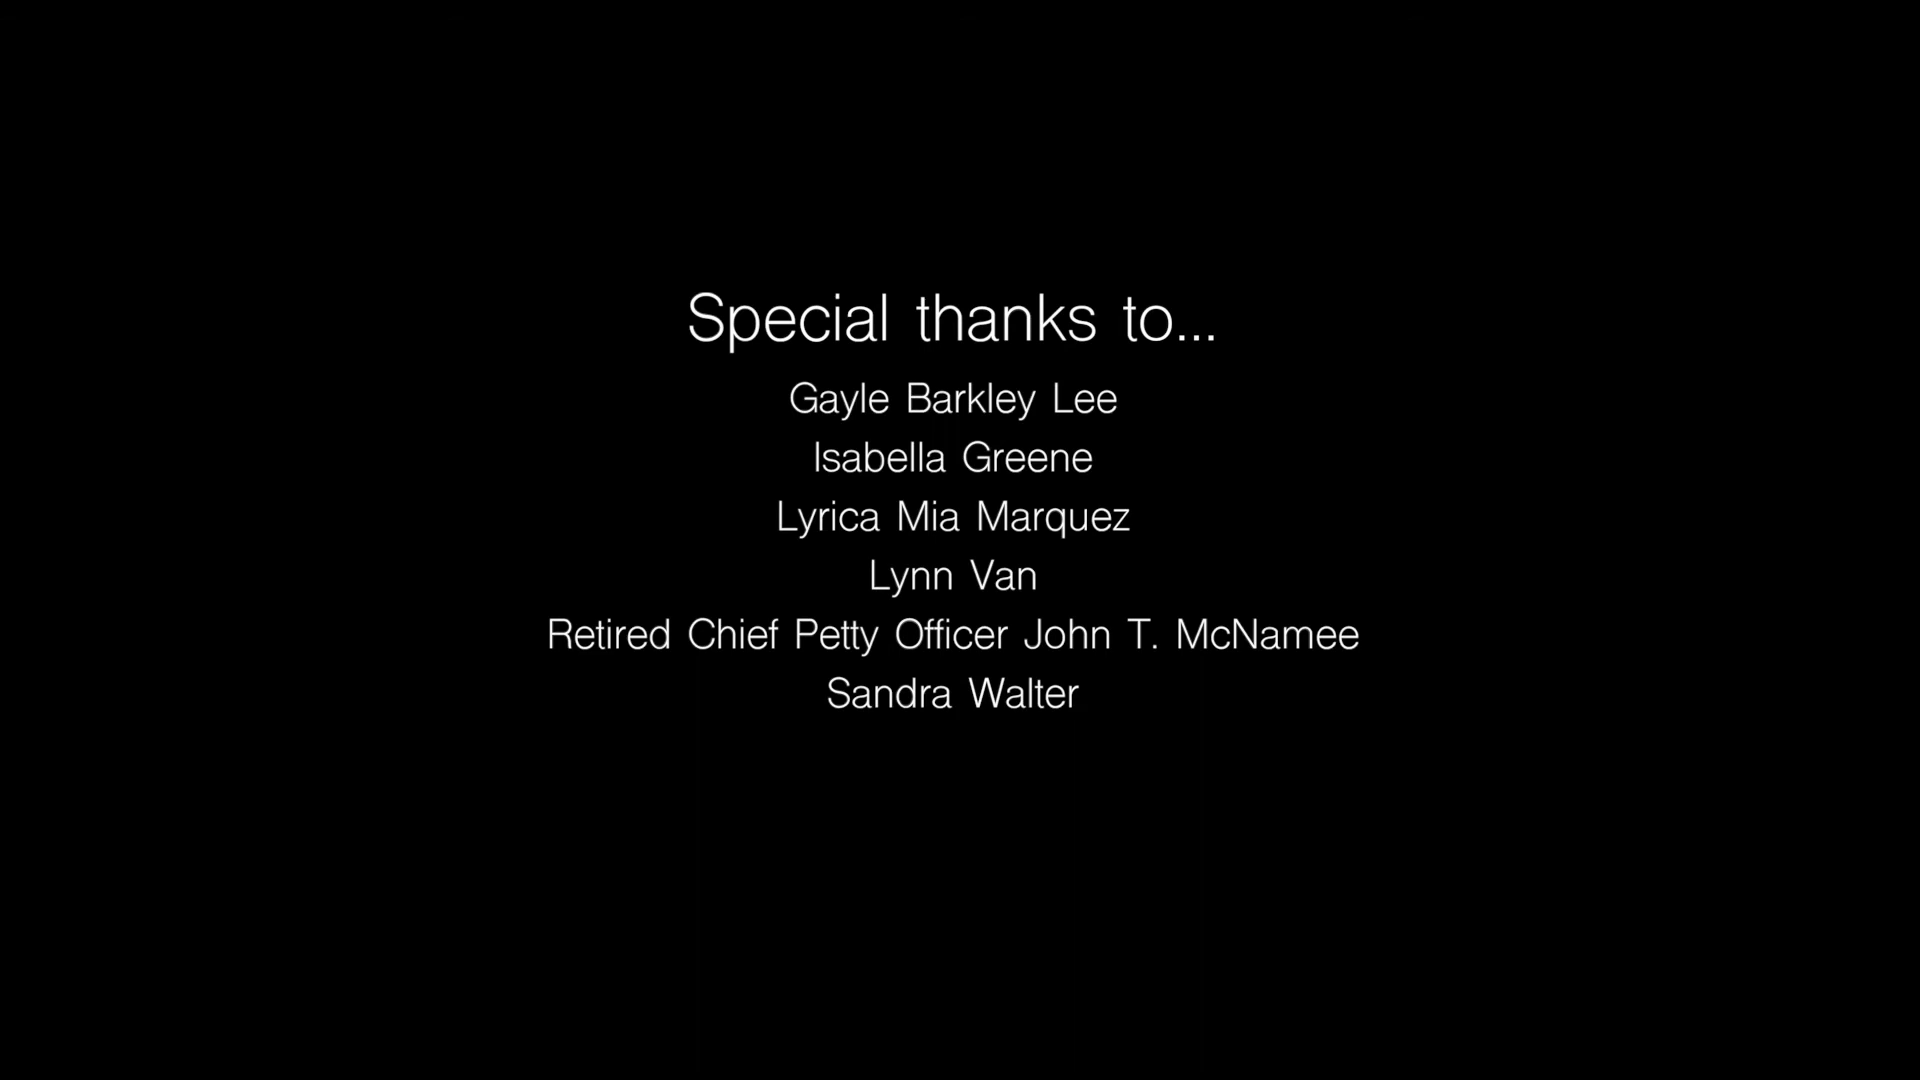 Special thanks to...
Gayle Barkley Lee
Isabella Greene
Lyrica Mia Marquez
Lynn Van
Retired Chief Petty Officer John T. McNamee
Sandra Walter